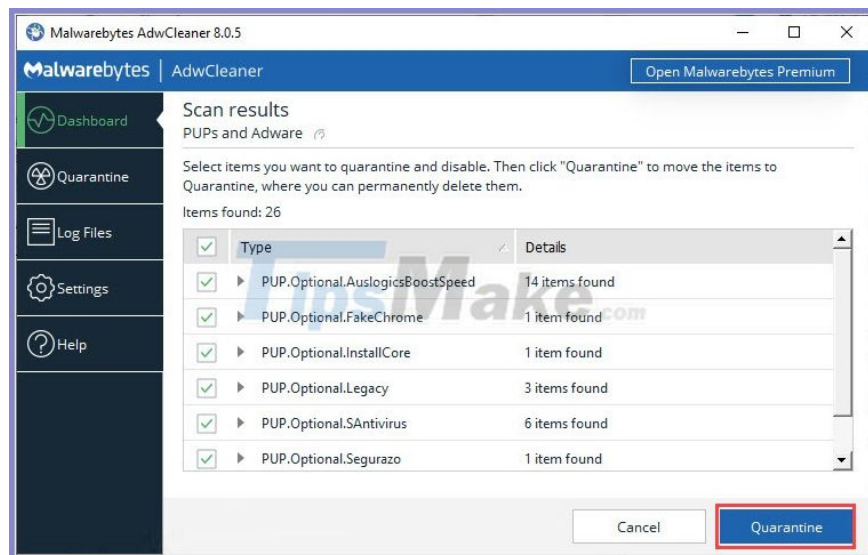 Malwarebytes AdwCleaner 8.0.5
Malwarebytes | AdwCleaner
Open Malwarebytes Premium
Dashboard
Quarantine
Log Files
Settings
Help
Scan results
PUPs and Adware
Select items you want to quarantine and disable. Then click "Quarantine" to move the items to
Quarantine, where you can permanently delete them.
Items found: 26
Type Details
PUP.Optional.AuslogicsBoostSpeed 14 items found
PUP.Optional.FakeChrome 1 item found
PUP.Optional.InstallCore 1 item found
PUP.Optional.Legacy 3 items found
PUP.Optional.SAntivirus 6 items found
PUP.Optional.Segurazo 1 item found
TipsMake.com
Cancel Quarantine